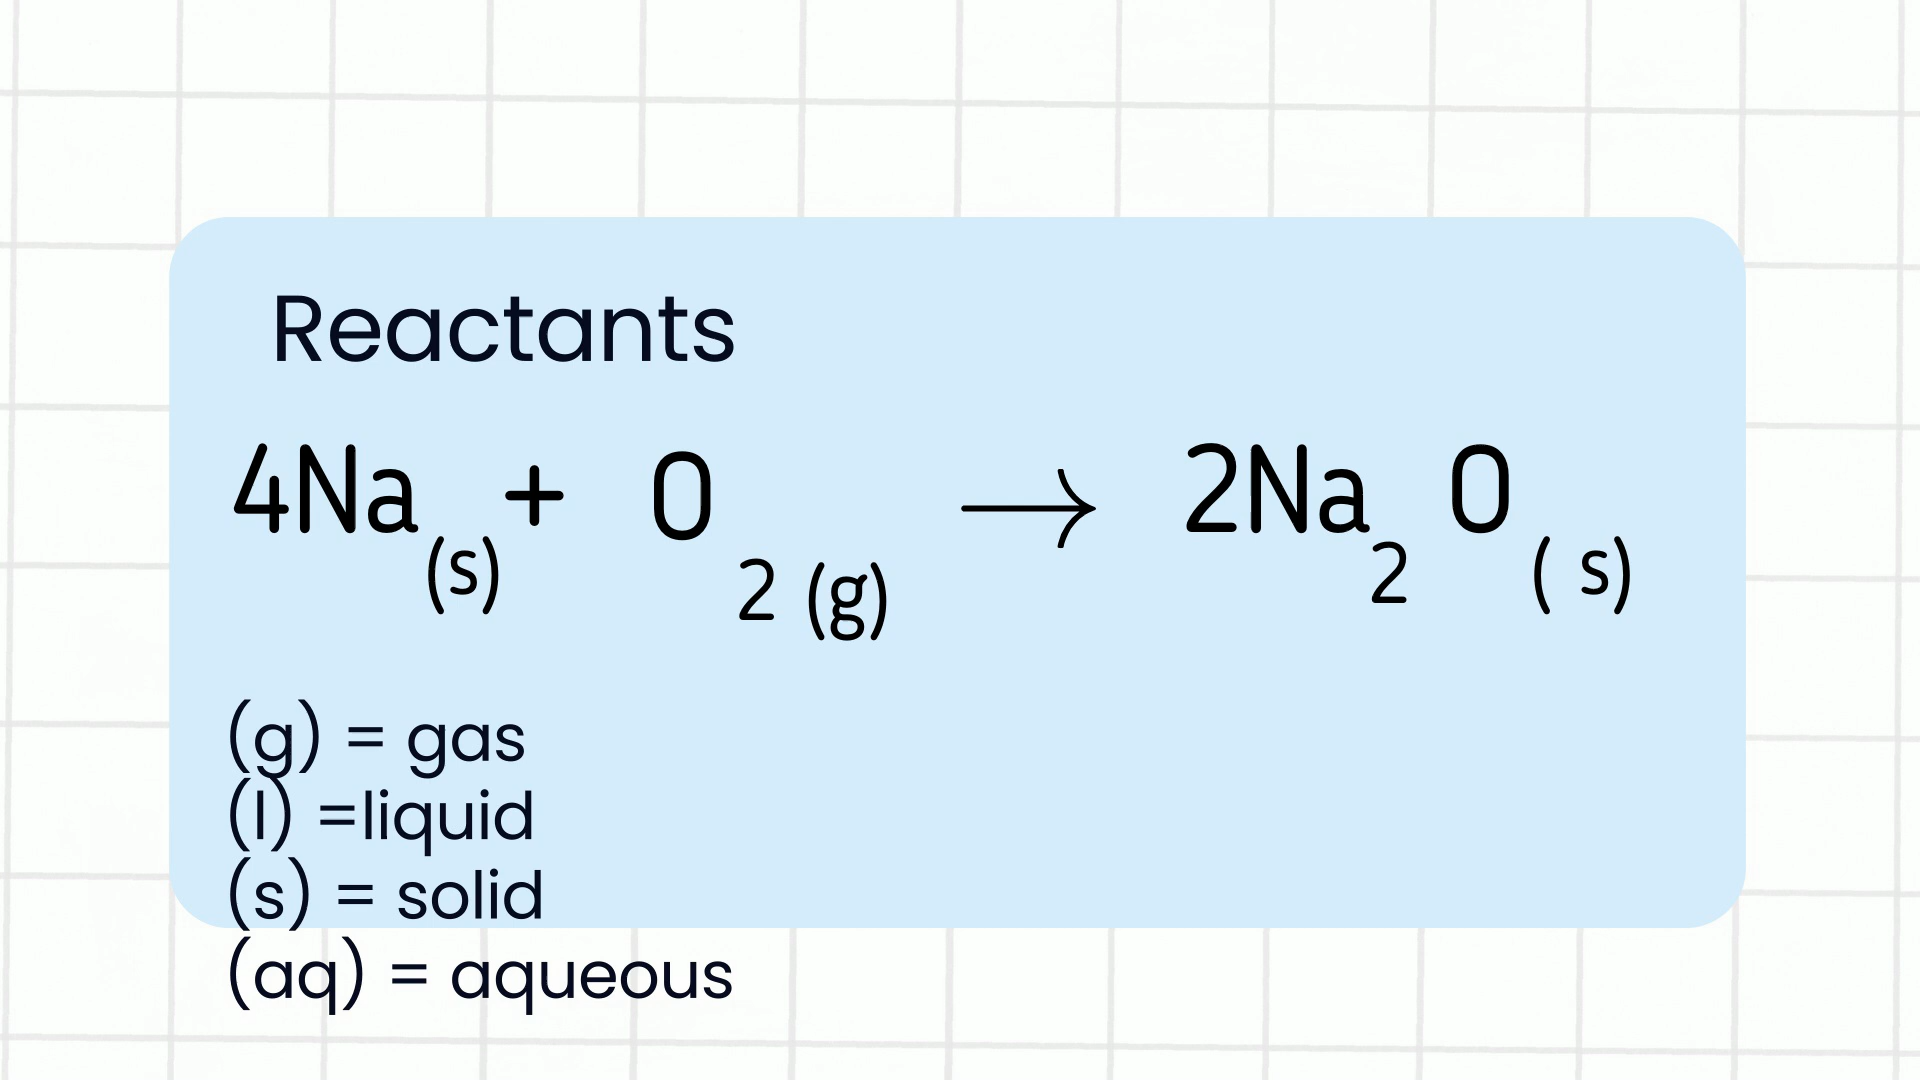 Reactants
4Na(s)+ O2 (g) → 2Na2 O( s)
(g) = gas
(l) =liquid
(s) = solid
(aq) = aqueous